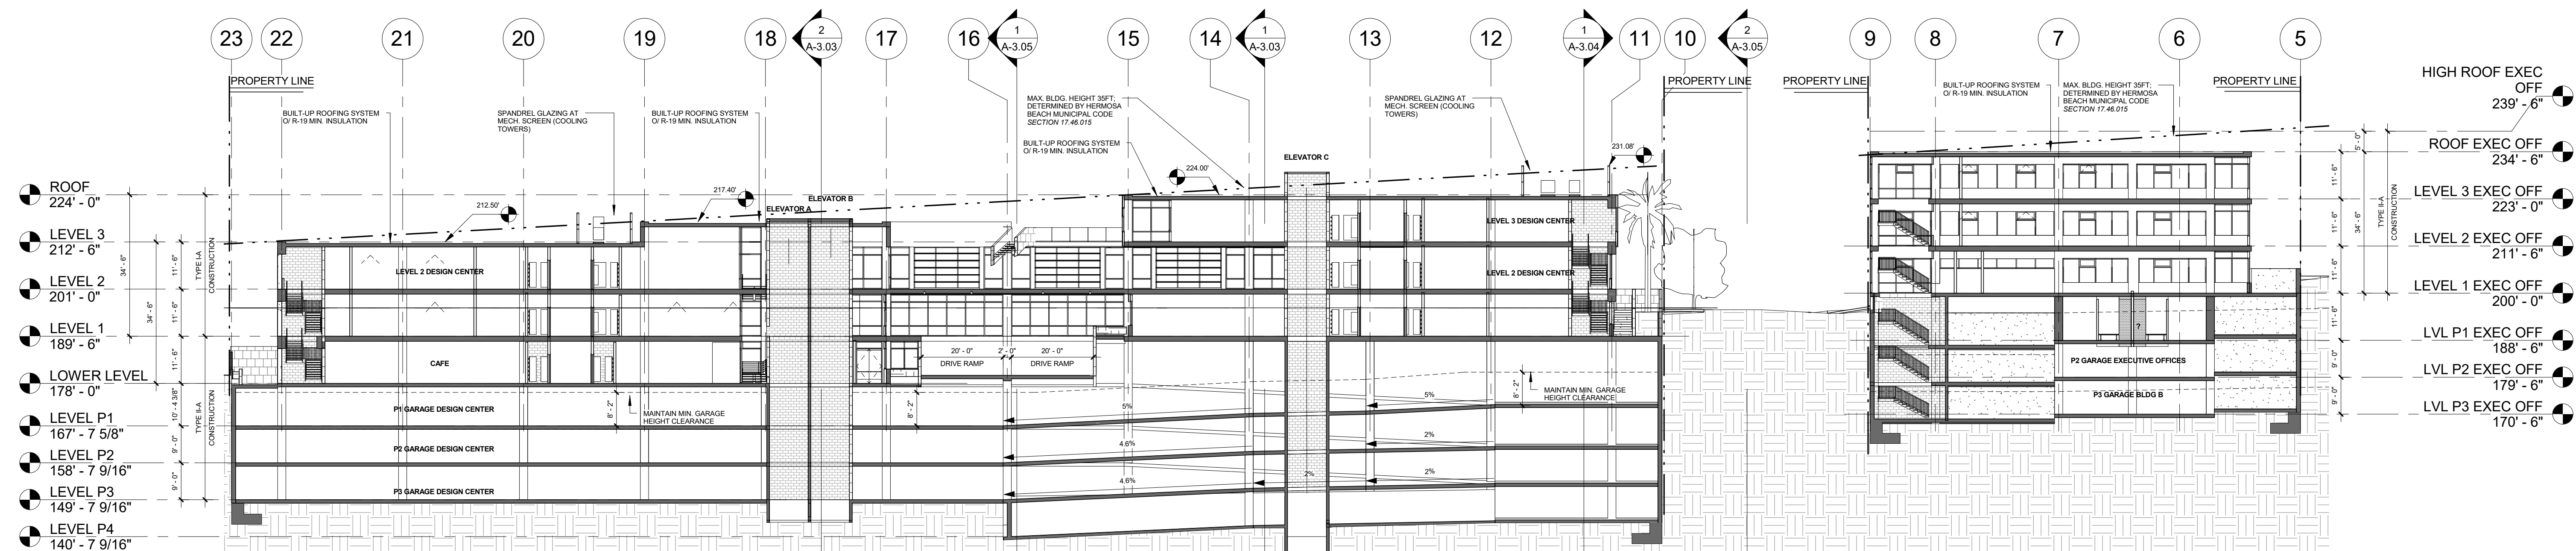 23
22
21
20
19
18
2
A-3.03
17
16
1
A-3.05
15
14
1
A-3.03
13
12
1
A-3.04
11
10
2
A-3.05
9
8
7
6
5
PROPERTY LINE
PROPERTY LINE
PROPERTY LINE
PROPERTY LINE
BUILT-UP ROOFING SYSTEM
O/ R-19 MIN. INSULATION
SPANDREL GLAZING AT
MECH. SCREEN (COOLING
TOWERS)
BUILT-UP ROOFING SYSTEM
O/ R-19 MIN. INSULATION
MAX. BLDG. HEIGHT 35FT;
DETERMINED BY HERMOSA
BEACH MUNICIPAL CODE
SECTION 17.46.015
BUILT-UP ROOFING SYSTEM
O/ R-19 MIN. INSULATION
SPANDREL GLAZING AT
MECH. SCREEN (COOLING
TOWERS)
BUILT-UP ROOFING SYSTEM
O/ R-19 MIN. INSULATION
MAX. BLDG. HEIGHT 35FT;
DETERMINED BY HERMOSA
BEACH MUNICIPAL CODE
SECTION 17.46.015
212.50'
217.40'
224.00'
231.08'
ELEVATOR A
ELEVATOR B
ELEVATOR C
ROOF
224' - 0"
LEVEL 3
212' - 6"
LEVEL 2
201' - 0"
LEVEL 1
189' - 6"
LOWER LEVEL
178' - 0"
LEVEL P1
167' - 7 5/8"
LEVEL P2
158' - 7 9/16"
LEVEL P3
149' - 7 9/16"
LEVEL P4
140' - 7 9/16"
34' - 6"
34' - 6"
11' - 6"
11' - 6"
11' - 6"
10' - 4 3/8"
9' - 0"
9' - 0"
TYPE I-A
CONSTRUCTION
TYPE II-A
CONSTRUCTION
LEVEL 2 DESIGN CENTER
CAFE
P1 GARAGE DESIGN CENTER
P2 GARAGE DESIGN CENTER
P3 GARAGE DESIGN CENTER
8' - 2"
MAINTAIN MIN. GARAGE
HEIGHT CLEARANCE
8' - 2"
20' - 0"
2' - 0"
20' - 0"
DRIVE RAMP
DRIVE RAMP
LEVEL 3 DESIGN CENTER
LEVEL 2 DESIGN CENTER
8' - 2"
MAINTAIN MIN. GARAGE
HEIGHT CLEARANCE
5%
5%
4.6%
2%
4.6%
2%
2%
P2 GARAGE EXECUTIVE OFFICES
P3 GARAGE BLDG B
?
5' - 0"
11' - 6"
11' - 6"
11' - 6"
11' - 6"
9' - 0"
9' - 0"
34' - 6"
TYPE II-A
CONSTRUCTION
HIGH ROOF EXEC
OFF
239' - 6"
ROOF EXEC OFF
234' - 6"
LEVEL 3 EXEC OFF
223' - 0"
LEVEL 2 EXEC OFF
211' - 6"
LEVEL 1 EXEC OFF
200' - 0"
LVL P1 EXEC OFF
188' - 6"
LVL P2 EXEC OFF
179' - 6"
LVL P3 EXEC OFF
170' - 6"